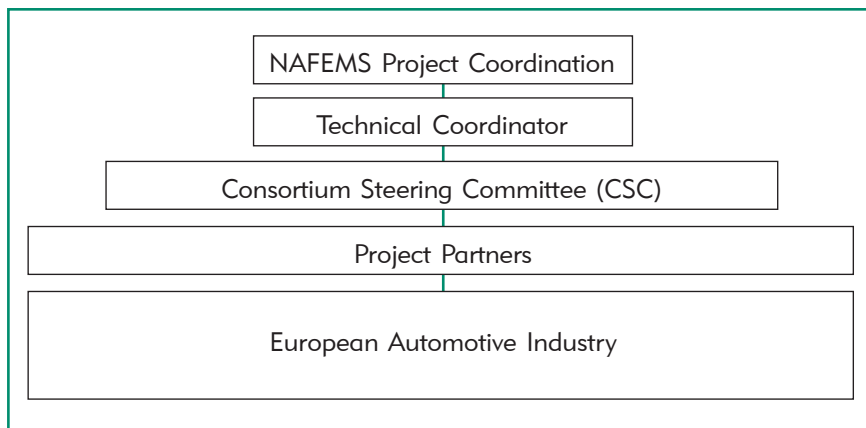 NAFEMS Project Coordination
Technical Coordinator
Consortium Steering Committee (CSC)
Project Partners
European Automotive Industry